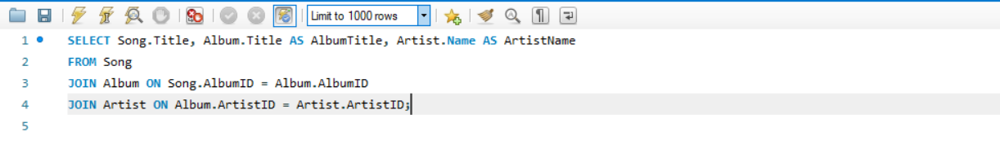 Limit to 1000 rows
1 SELECT Song.Title, Album.Title AS AlbumTitle, Artist.Name AS ArtistName
2 FROM Song
3 JOIN Album ON Song.AlbumID = Album.AlbumID
4 JOIN Artist ON Album.ArtistID = Artist.ArtistID;
5